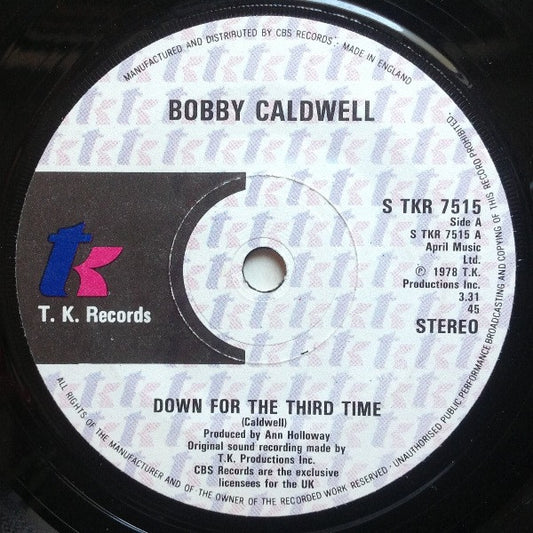 MANUFACTURED AND DISTRIBUTED BY CBS RECORDS · MADE IN ENGLAND
BOBBY CALDWELL
S TKR 7515
Side A
S TKR 7515 A
April Music
Ltd.
℗ 1978 T.K.
Productions Inc.
3.31
45
STEREO
tk
T. K. Records
DOWN FOR THE THIRD TIME
(Caldwell)
Produced by Ann Holloway
Original sound recording made by
T.K. Productions Inc.
CBS Records are the exclusive
licensees for the UK
ALL RIGHTS OF THE MANUFACTURER AND OF THE OWNER OF THE RECORDED WORK RESERVED · UNAUTHORISED PUBLIC PERFORMANCE BROADCASTING AND COPYING OF THIS RECORD PROHIBITED.